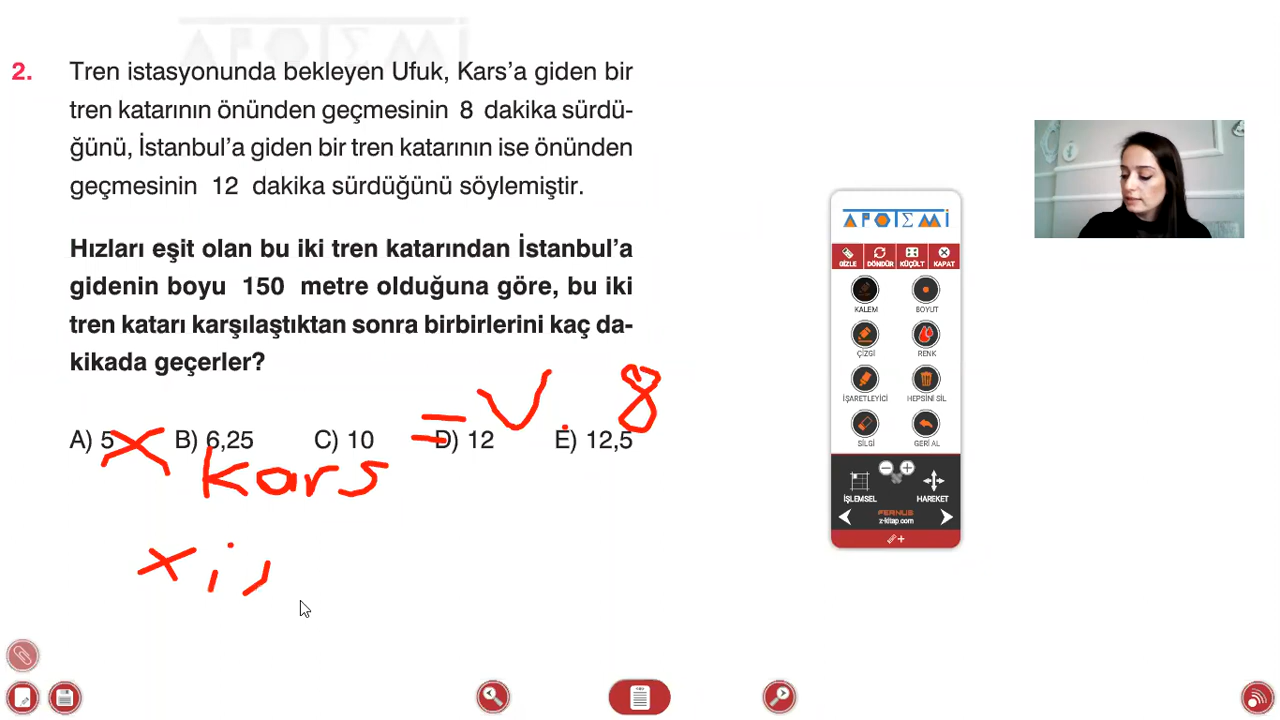 APOTEMİ
2. Tren istasyonunda bekleyen Ufuk, Kars'a giden bir
tren katarının önünden geçmesinin 8 dakika sürdü-
ğünü, İstanbul'a giden bir tren katarının ise önünden
geçmesinin 12 dakika sürdüğünü söylemiştir.
Hızları eşit olan bu iki tren katarından İstanbul'a
gidenin boyu 150 metre olduğuna göre, bu iki
tren katarı karşılaştıktan sonra birbirlerini kaç da-
kikada geçerler?
A) 5 B) 6,25 C) 10 D) 12 E) 12,5
x kars = V. 8
x i
APOTEMİ
GİZLE DÖNDÜR KÜÇÜLT KAPAT
KALEM BOYUT
ÇİZGİ RENK
İŞARETLEYİCİ HEPSİNİ SİL
SİLGİ GERİ AL
İŞLEMSEL HAREKET
FERNUS
z-kitap.com